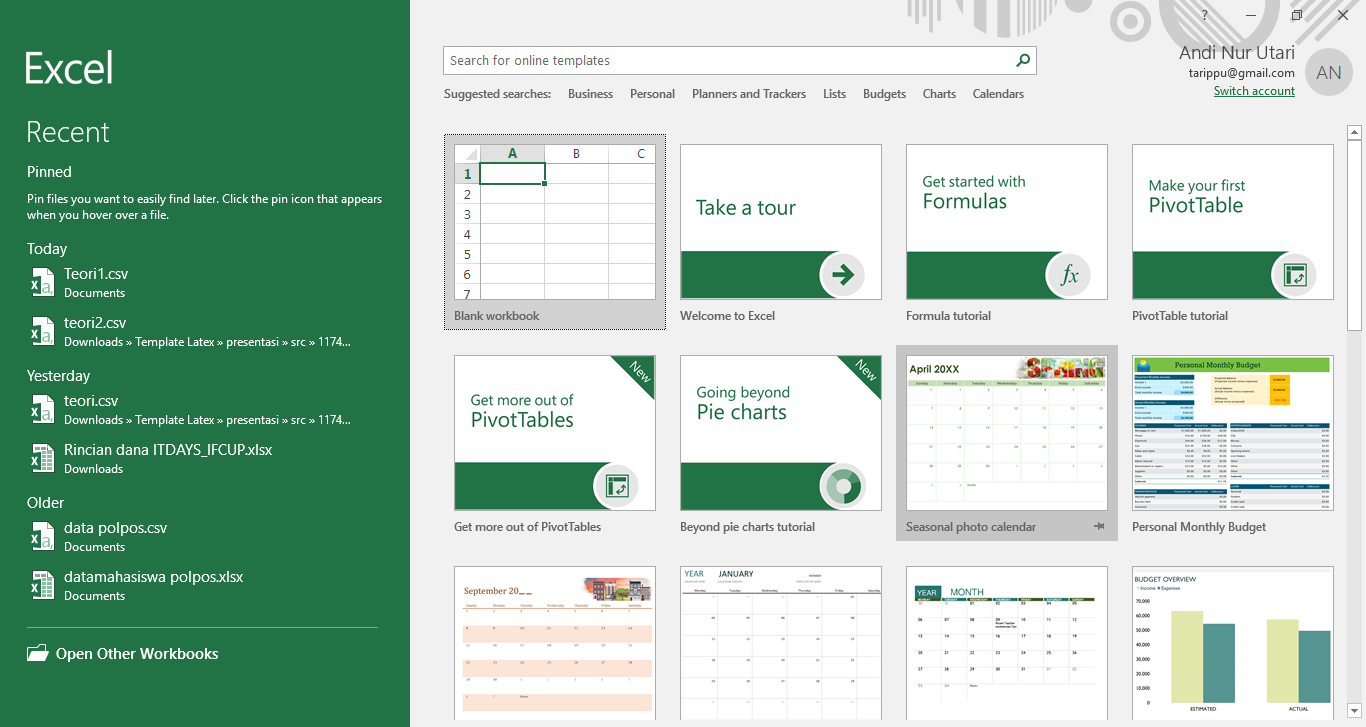 Excel
Recent
Pinned
Pin files you want to easily find later. Click the pin icon that appears
when you hover over a file.
Today
Teori1.csv
Documents
teori2.csv
Downloads » Template Latex » presentasi » src » 1174...
Yesterday
teori.csv
Downloads » Template Latex » presentasi » src » 1174...
Rincian dana ITDAYS_IFCUP.xlsx
Downloads
Older
data polpos.csv
Documents
datamahasiswa polpos.xlsx
Documents
Open Other Workbooks
?
Andi Nur Utari
tarippu@gmail.com
Switch account
AN
Search for online templates
Suggested searches: Business Personal Planners and Trackers Lists Budgets Charts Calendars
A B C
1
2
3
4
5
6
7
Blank workbook
Take a tour
Welcome to Excel
Get started with
Formulas
fx
Formula tutorial
Make your first
PivotTable
PivotTable tutorial
New
Get more out of
PivotTables
Get more out of PivotTables
New
Going beyond
Pie charts
Beyond pie charts tutorial
April 20XX
Seasonal photo calendar
Personal Monthly Budget
Personal Monthly Budget
September 20__
YEAR JANUARY
YEAR MONTH
BUDGET OVERVIEW
Income Expenses
70,000
60,000
50,000
40,000
30,000
20,000
10,000
0
ESTIMATED ACTUAL